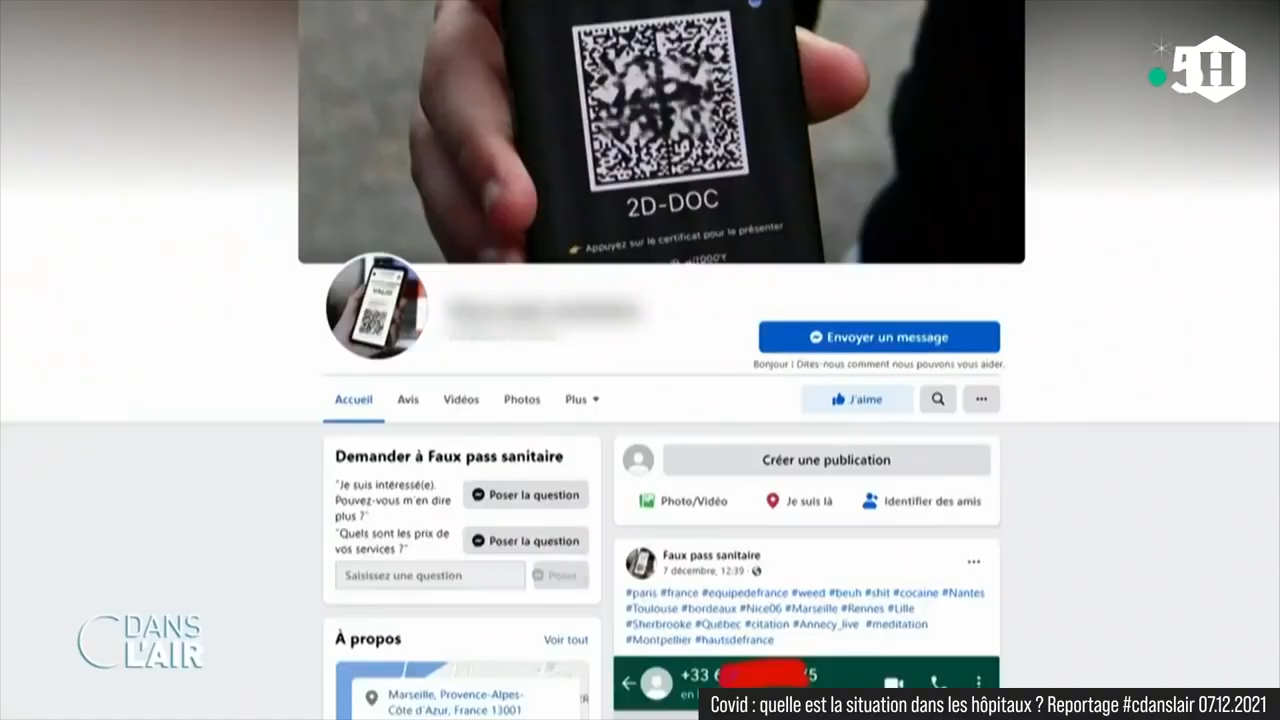 5H
2D-DOC
Appuyez sur le certificat pour le présenter
Envoyer un message
Bonjour ! Dites-nous comment nous pouvons vous aider.
Accueil
Avis
Vidéos
Photos
Plus
J'aime
Demander à Faux pass sanitaire
"Je suis intéressé(e).
Pouvez-vous m'en dire
plus ?"
Poser la question
"Quels sont les prix de
vos services ?"
Poser la question
Saisissez une question
Poser
À propos
Voir tout
Marseille, Provence-Alpes-
Côte d'Azur, France 13001
Créer une publication
Photo/Vidéo
Je suis là
Identifier des amis
Faux pass sanitaire
7 décembre, 12:39
#paris #france #equipedefrance #weed #beuh #shit #cocaine #Nantes
#Toulouse #bordeaux #Nice06 #Marseille #Rennes #Lille
#Sherbrooke #Québec #citation #Annecy_live #meditation
#Montpellier #hautsdefrance
+33 6
5
en
C DANS
L'AIR
Covid : quelle est la situation dans les hôpitaux ? Reportage #cdanslair 07.12.2021